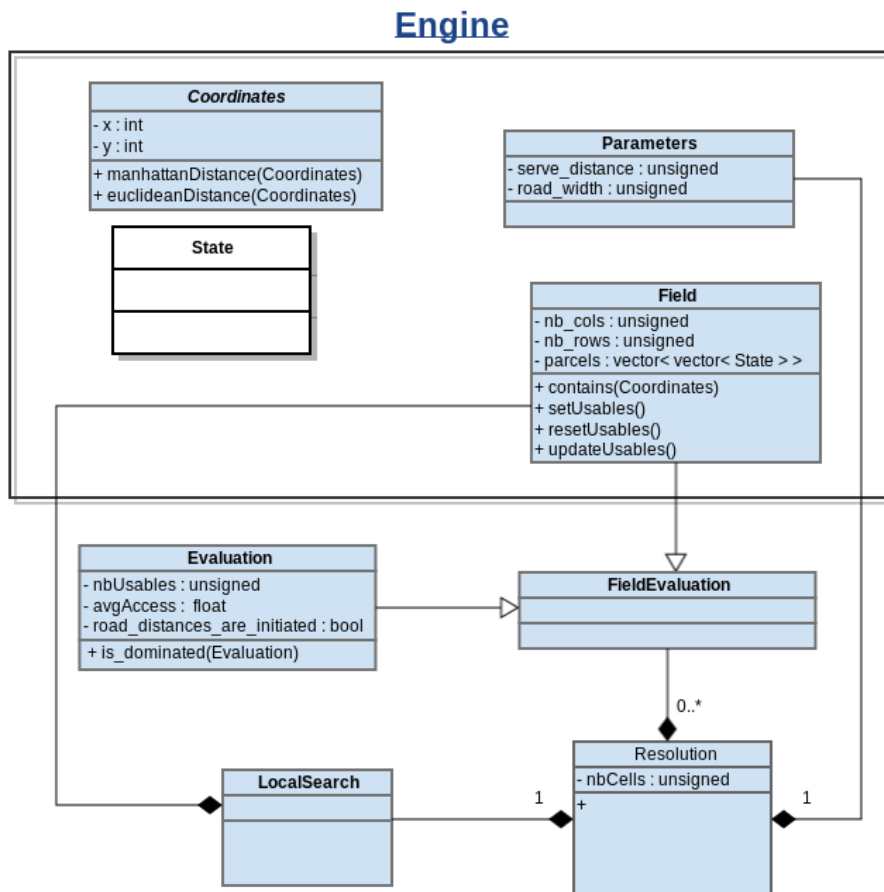 Engine
Coordinates
- x : int
- y : int
+ manhattanDistance(Coordinates)
+ euclideanDistance(Coordinates)
Parameters
- serve_distance : unsigned
- road_width : unsigned
State
Field
- nb_cols : unsigned
- nb_rows : unsigned
- parcels : vector< vector< State > >
+ contains(Coordinates)
+ setUsables()
+ resetUsables()
+ updateUsables()
Evaluation
- nbUsables : unsigned
- avgAccess : float
- road_distances_are_initiated : bool
+ is_dominated(Evaluation)
FieldEvaluation
0..*
Resolution
- nbCells : unsigned
+
LocalSearch
1
1